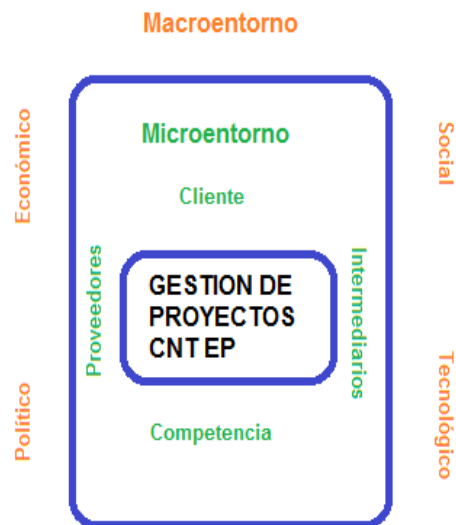 Macroentorno
Económico
Social
Microentorno
Cliente
Proveedores
GESTION DE
PROYECTOS
CNT EP
Intermediarios
Político
Tecnológico
Competencia